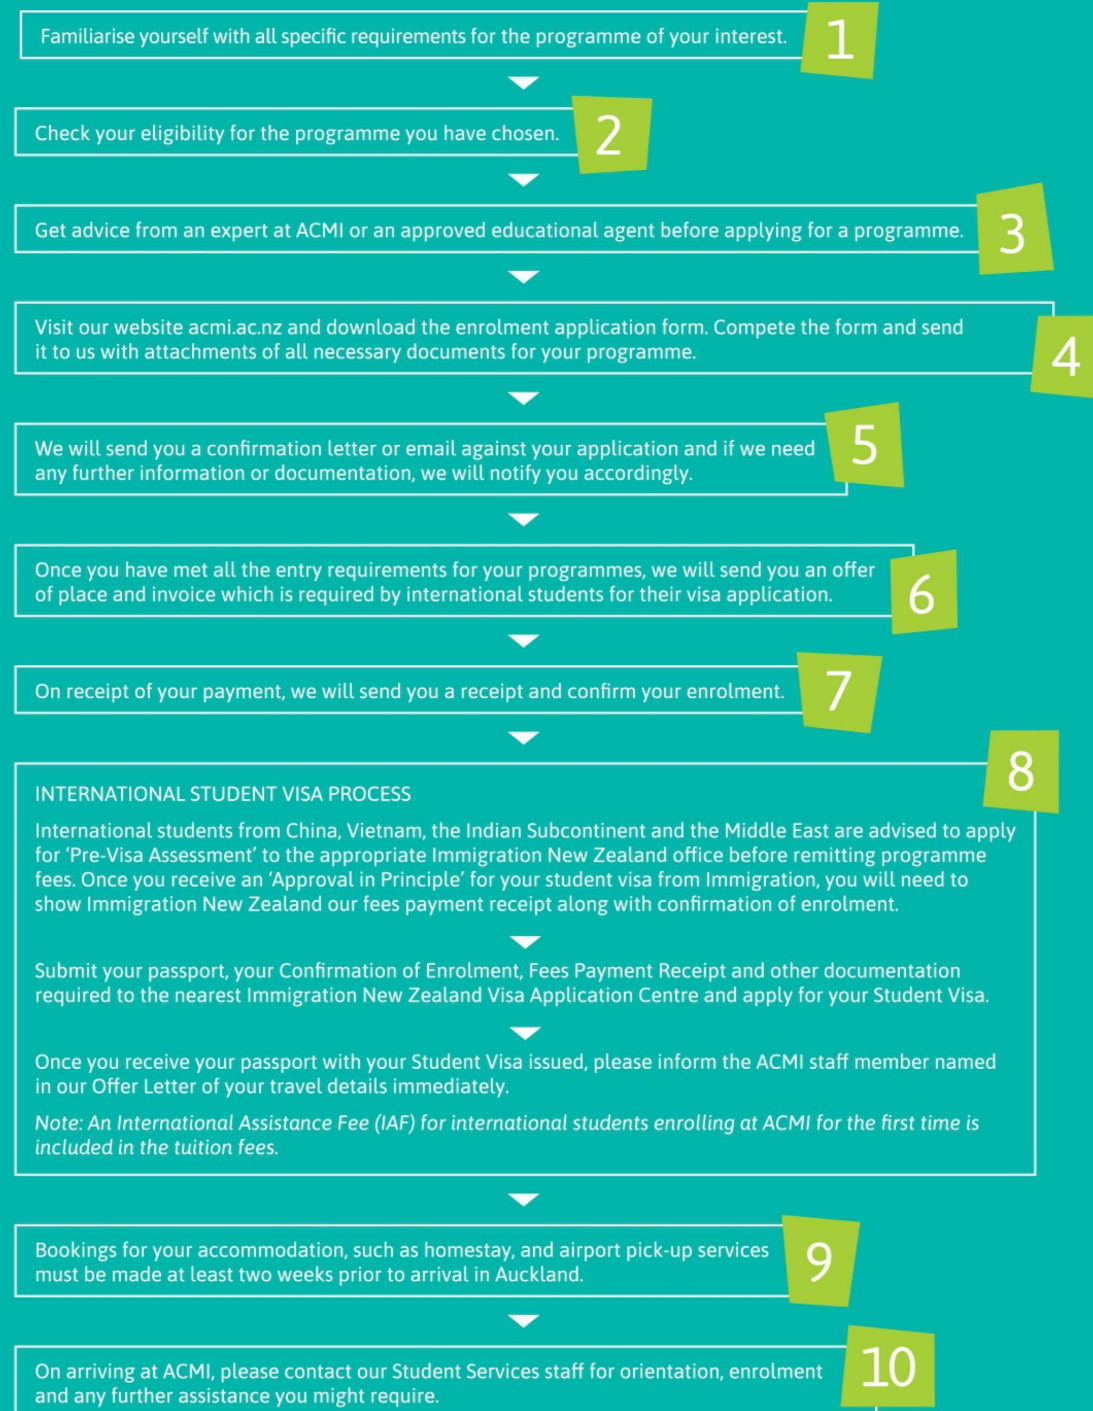 Familiarise yourself with all specific requirements for the programme of your interest.
1
Check your eligibility for the programme you have chosen.
2
Get advice from an expert at ACMI or an approved educational agent before applying for a programme.
3
Visit our website acmi.ac.nz and download the enrolment application form. Compete the form and send
it to us with attachments of all necessary documents for your programme.
4
We will send you a confirmation letter or email against your application and if we need
any further information or documentation, we will notify you accordingly.
5
Once you have met all the entry requirements for your programmes, we will send you an offer
of place and invoice which is required by international students for their visa application.
6
On receipt of your payment, we will send you a receipt and confirm your enrolment.
7
8
INTERNATIONAL STUDENT VISA PROCESS
International students from China, Vietnam, the Indian Subcontinent and the Middle East are advised to apply
for ‘Pre-Visa Assessment’ to the appropriate Immigration New Zealand office before remitting programme
fees. Once you receive an ‘Approval in Principle’ for your student visa from Immigration, you will need to
show Immigration New Zealand our fees payment receipt along with confirmation of enrolment.
Submit your passport, your Confirmation of Enrolment, Fees Payment Receipt and other documentation
required to the nearest Immigration New Zealand Visa Application Centre and apply for your Student Visa.
Once you receive your passport with your Student Visa issued, please inform the ACMI staff member named
in our Offer Letter of your travel details immediately.
Note: An International Assistance Fee (IAF) for international students enrolling at ACMI for the first time is
included in the tuition fees.
Bookings for your accommodation, such as homestay, and airport pick-up services
must be made at least two weeks prior to arrival in Auckland.
9
On arriving at ACMI, please contact our Student Services staff for orientation, enrolment
and any further assistance you might require.
10